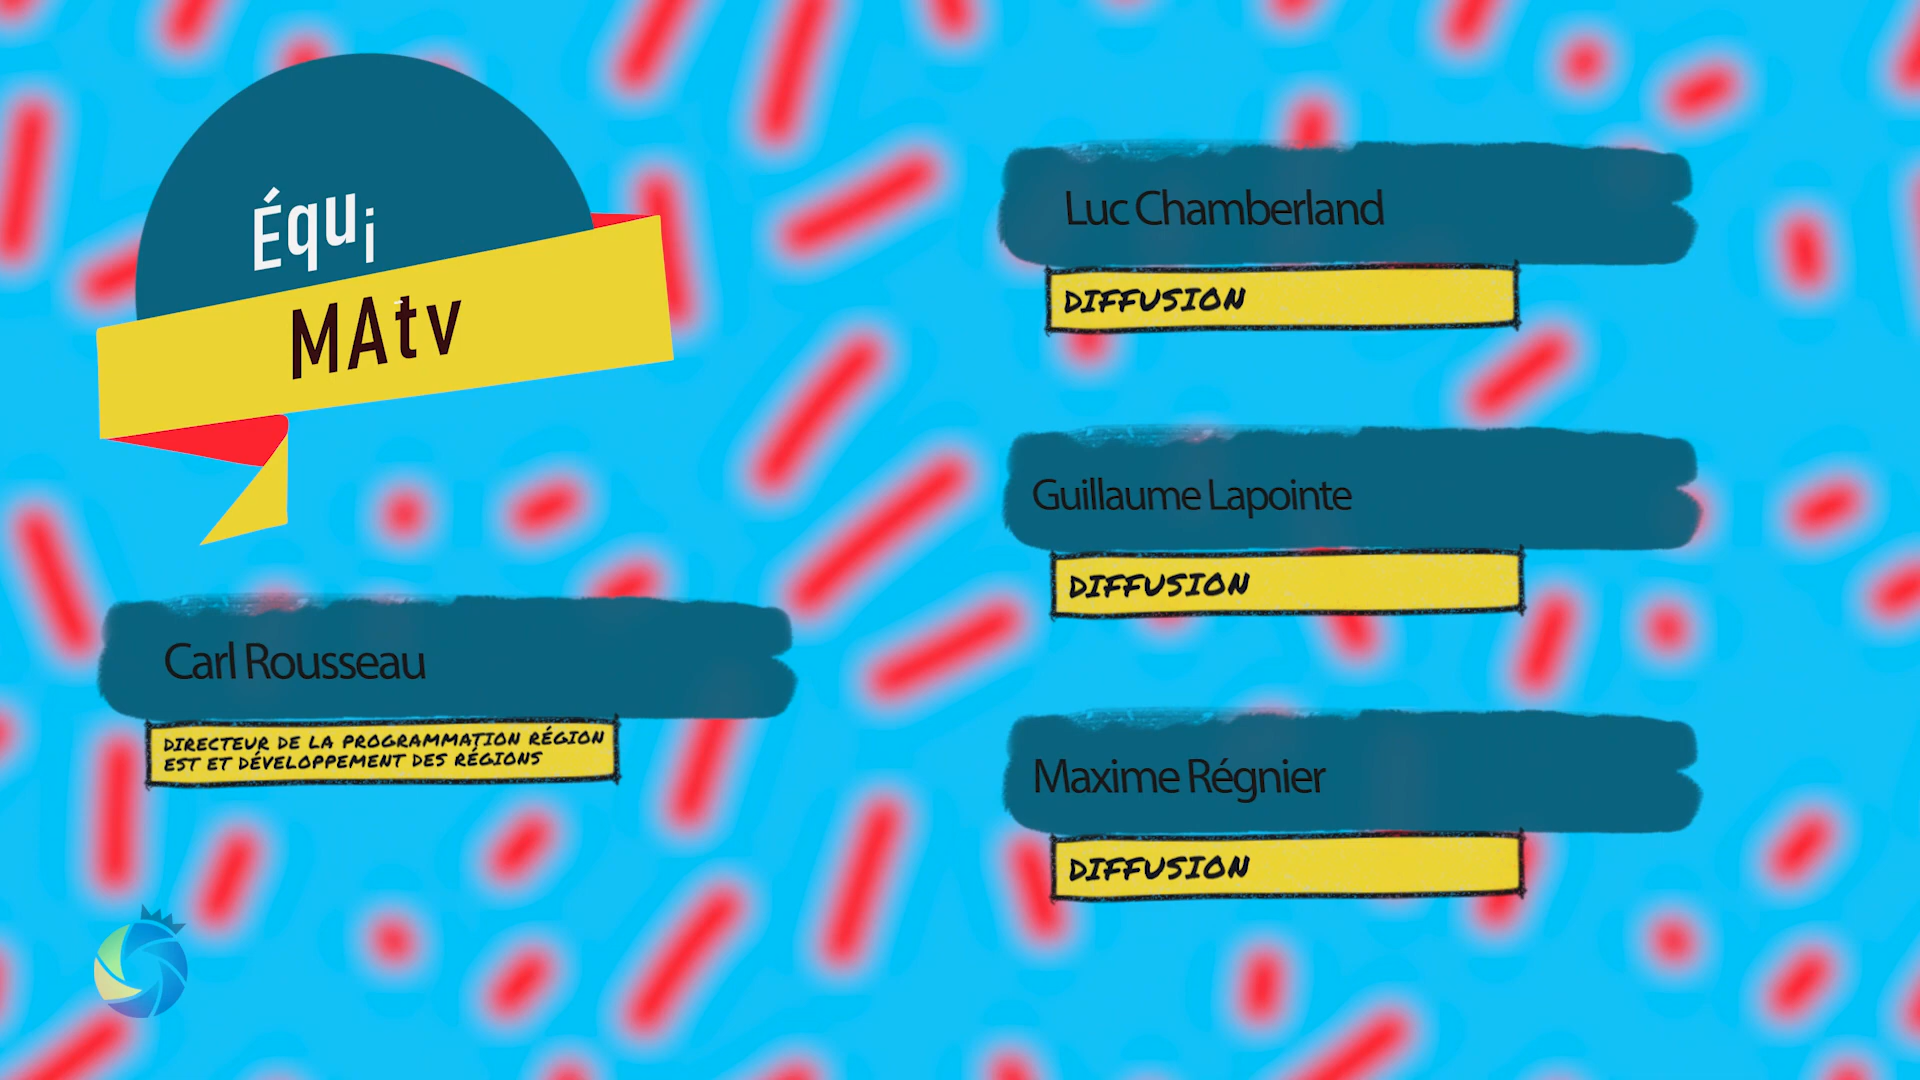 Équi
MAtv
Carl Rousseau
DIRECTEUR DE LA PROGRAMMATION RÉGION
EST ET DÉVELOPPEMENT DES RÉGIONS
Luc Chamberland
DIFFUSION
Guillaume Lapointe
DIFFUSION
Maxime Régnier
DIFFUSION